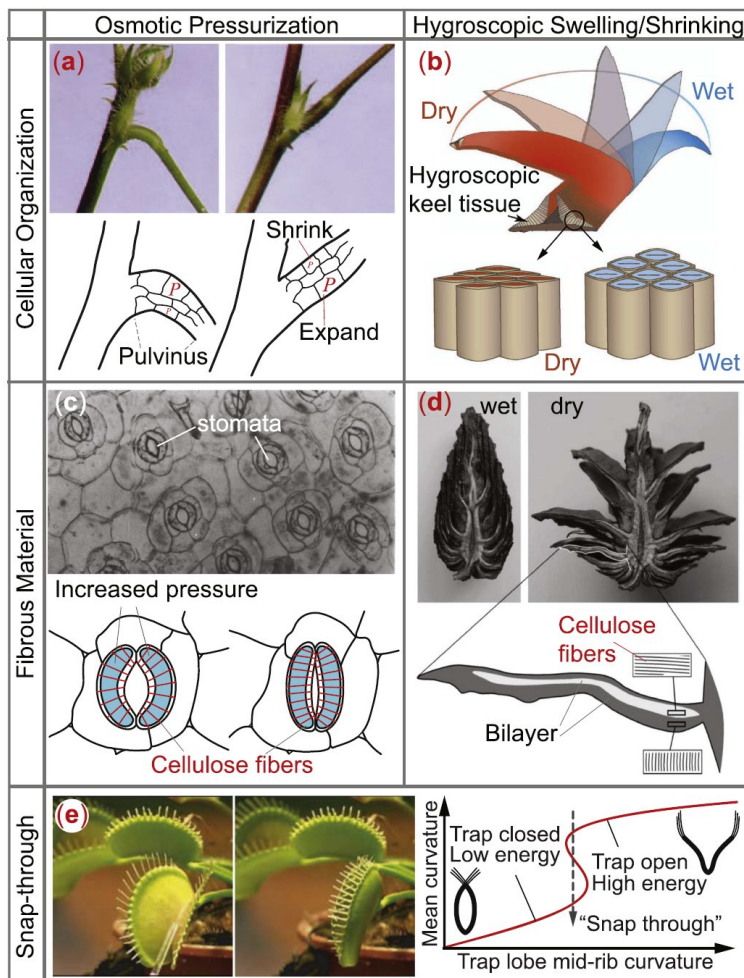 Osmotic Pressurization
Hygroscopic Swelling/Shrinking
Cellular Organization
(a)
Shrink
P
P
P
P
Expand
Pulvinus
(b)
Dry
Wet
Hygroscopic
keel tissue
Dry
Wet
Fibrous Material
(c)
stomata
Increased pressure
Cellulose fibers
(d)
wet
dry
Cellulose
fibers
Bilayer
Snap-through
(e)
Mean curvature
Trap closed
Low energy
Trap open
High energy
"Snap through"
Trap lobe mid-rib curvature